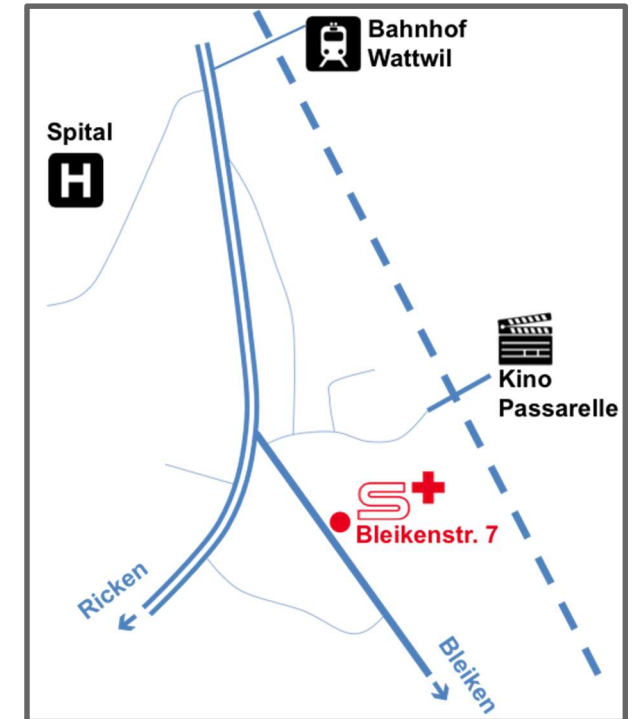 Bahnhof
Wattwil
Spital
H
Kino
Passarelle
S+
Bleikenstr. 7
Ricken
Bleiken